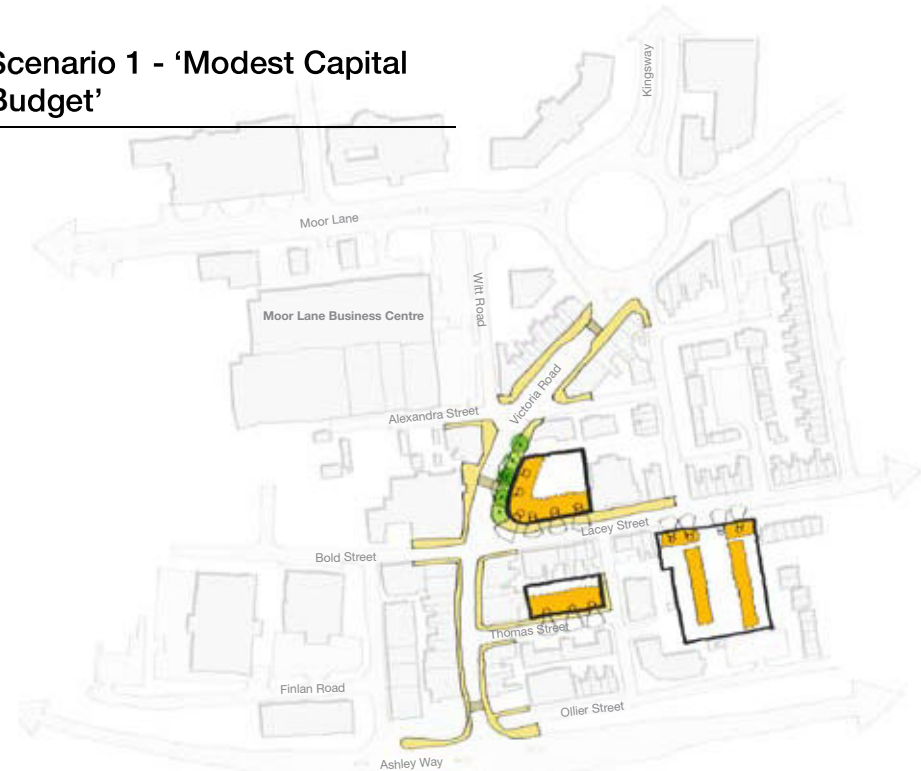 Scenario 1 - ‘Modest Capital
Budget’
Kingsway
Moor Lane
Witt Road
Moor Lane Business Centre
Victoria Road
Alexandra Street
Lacey Street
Bold Street
Thomas Street
Finlan Road
Ollier Street
Ashley Way